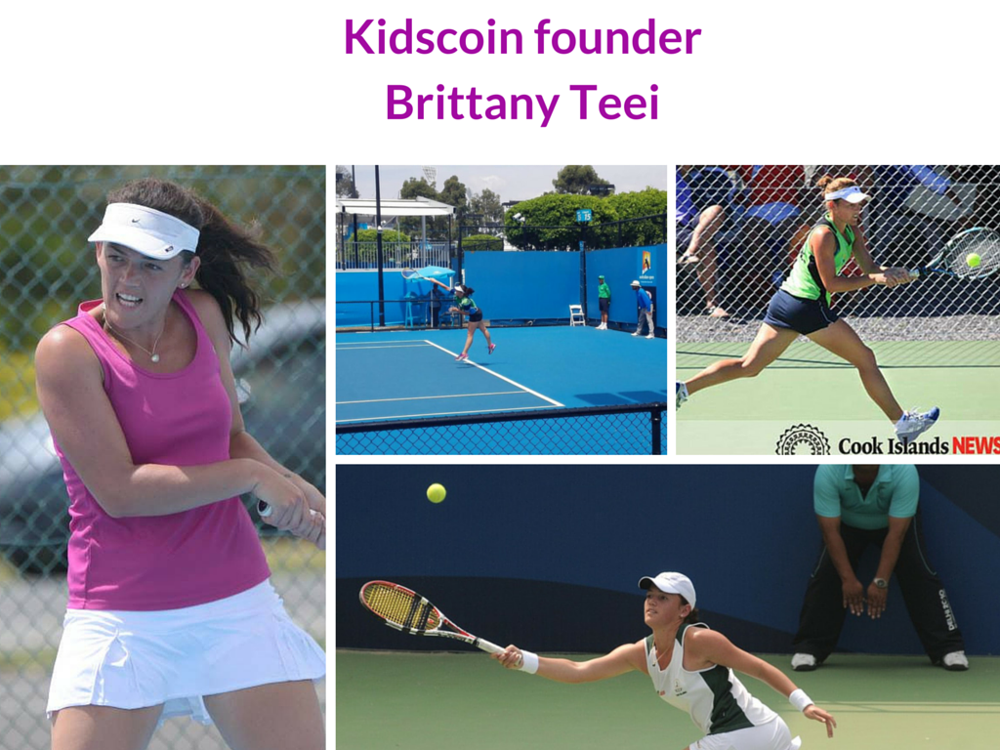 Kidscoin founder
Brittany Teei
Cook Islands NEWS